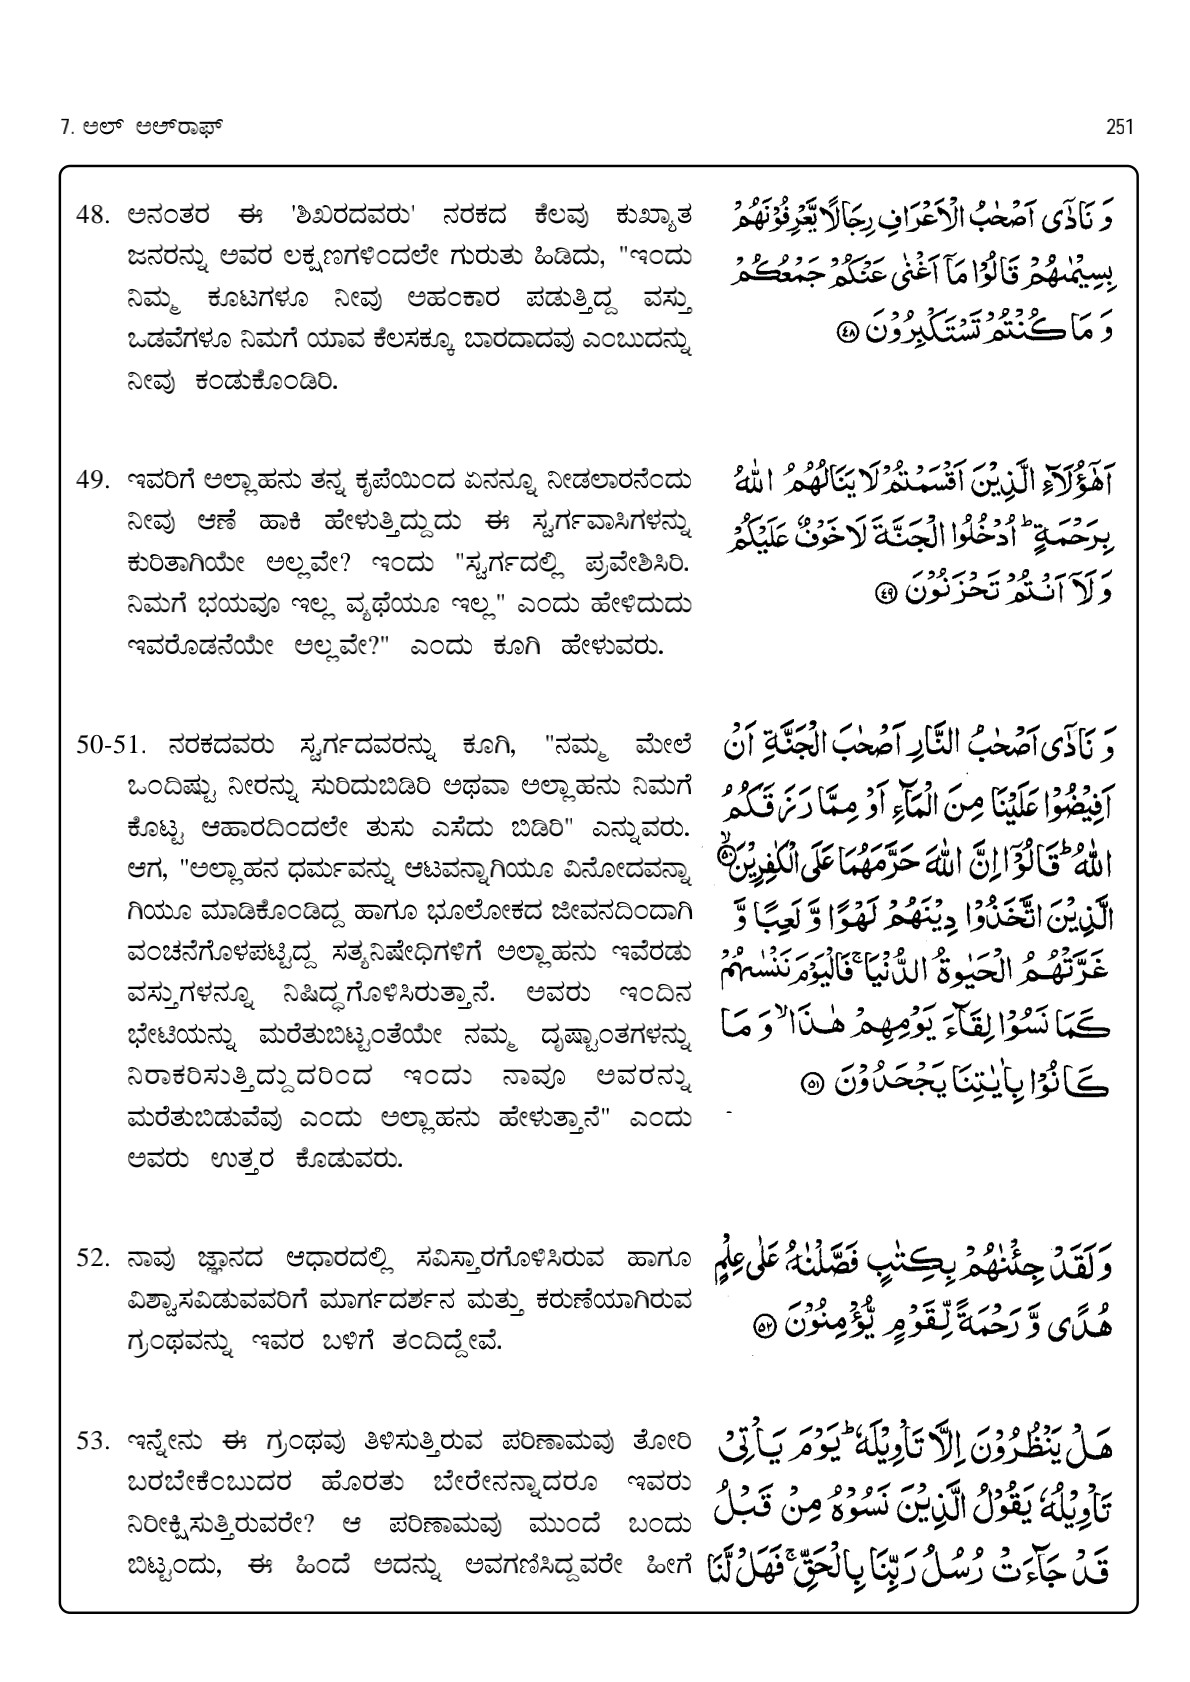 7. ಅಲ್ ಆಅ್‌ರಾಫ್ 251
48. ಅನಂತರ ಈ 'ಶಿಖರದವರು' ನರಕದ ಕೆಲವು ಕುಖ್ಯಾತ
ಜನರನ್ನು ಅವರ ಲಕ್ಷಣಗಳಿಂದಲೇ ಗುರುತು ಹಿಡಿದು, "ಇಂದು
ನಿಮ್ಮ ಕೂಟಗಳೂ ನೀವು ಅಹಂಕಾರ ಪಡುತ್ತಿದ್ದ ವಸ್ತು
ಒಡವೆಗಳೂ ನಿಮಗೆ ಯಾವ ಕೆಲಸಕ್ಕೂ ಬಾರದಾದವು ಎಂಬುದನ್ನು
ನೀವು ಕಂಡುಕೊಂಡಿರಿ.
وَ نَادٰۤى اَصْحٰبُ الْاَعْرَافِ رِجَالًا يَّعْرِفُوْنَهُمْ
بِسِيْمٰىهُمْ قَالُوْا مَاۤ اَغْنٰى عَنْكُمْ جَمْعُكُمْ
وَ مَا كُنْتُمْ تَسْتَكْبِرُوْنَ ﴿۴۸﴾
49. ಇವರಿಗೆ ಅಲ್ಲಾಹನು ತನ್ನ ಕೃಪೆಯಿಂದ ಏನನ್ನೂ ನೀಡಲಾರನೆಂದು
ನೀವು ಆಣೆ ಹಾಕಿ ಹೇಳುತ್ತಿದ್ದುದು ಈ ಸ್ವರ್ಗವಾಸಿಗಳನ್ನು
ಕುರಿತಾಗಿಯೇ ಅಲ್ಲವೇ? ಇಂದು "ಸ್ವರ್ಗದಲ್ಲಿ ಪ್ರವೇಶಿಸಿರಿ.
ನಿಮಗೆ ಭಯವೂ ಇಲ್ಲ ವ್ಯಥೆಯೂ ಇಲ್ಲ" ಎಂದು ಹೇಳಿದುದು
ಇವರೊಡನೆಯೇ ಅಲ್ಲವೇ?" ಎಂದು ಕೂಗಿ ಹೇಳುವರು.
اَهٰۤؤُلَآءِ الَّذِيْنَ اَقْسَمْتُمْ لَا يَنَالُهُمُ اللّٰهُ
بِرَحْمَةٍ ؕ اُدْخُلُوا الْجَنَّةَ لَا خَوْفٌ عَلَيْكُمْ
وَ لَاۤ اَنْتُمْ تَحْزَنُوْنَ ﴿۴۹﴾
50-51. ನರಕದವರು ಸ್ವರ್ಗದವರನ್ನು ಕೂಗಿ, "ನಮ್ಮ ಮೇಲೆ
ಒಂದಿಷ್ಟು ನೀರನ್ನು ಸುರಿದುಬಿಡಿರಿ ಅಥವಾ ಅಲ್ಲಾಹನು ನಿಮಗೆ
ಕೊಟ್ಟ ಆಹಾರದಿಂದಲೇ ತುಸು ಎಸೆದು ಬಿಡಿರಿ" ಎನ್ನುವರು.
ಆಗ, "ಅಲ್ಲಾಹನ ಧರ್ಮವನ್ನು ಆಟವನ್ನಾಗಿಯೂ ವಿನೋದವನ್ನಾ
ಗಿಯೂ ಮಾಡಿಕೊಂಡಿದ್ದ ಹಾಗೂ ಭೂಲೋಕದ ಜೀವನದಿಂದಾಗಿ
ವಂಚನೆಗೊಳಪಟ್ಟಿದ್ದ ಸತ್ಯನಿಷೇಧಿಗಳಿಗೆ ಅಲ್ಲಾಹನು ಇವೆರಡು
ವಸ್ತುಗಳನ್ನೂ ನಿಷಿದ್ಧಗೊಳಿಸಿರುತ್ತಾನೆ. ಅವರು ಇಂದಿನ
ಭೇಟಿಯನ್ನು ಮರೆತುಬಿಟ್ಟಂತೆಯೇ ನಮ್ಮ ದೃಷ್ಟಾಂತಗಳನ್ನು
ನಿರಾಕರಿಸುತ್ತಿದ್ದುದರಿಂದ ಇಂದು ನಾವೂ ಅವರನ್ನು
ಮರೆತುಬಿಡುವೆವು ಎಂದು ಅಲ್ಲಾಹನು ಹೇಳುತ್ತಾನೆ" ಎಂದು
ಅವರು ಉತ್ತರ ಕೊಡುವರು.
وَ نَادٰۤى اَصْحٰبُ النَّارِ اَصْحٰبَ الْجَنَّةِ اَنْ
اَفِيْضُوْا عَلَيْنَا مِنَ الْمَآءِ اَوْ مِمَّا رَزَقَكُمُ
اللّٰهُ ؕ قَالُوْۤا اِنَّ اللّٰهَ حَرَّمَهُمَا عَلَى الْكٰفِرِيْنَ ﴿ۙ۵۰﴾
الَّذِيْنَ اتَّخَذُوْا دِيْنَهُمْ لَهْوًا وَّ لَعِبًا وَّ
غَرَّتْهُمُ الْحَيٰوةُ الدُّنْيَا ۚ فَالْيَوْمَ نَنْسٰىهُمْ
كَمَا نَسُوْا لِقَآءَ يَوْمِهِمْ هٰذَا ۙ وَ مَا
كَانُوْا بِاٰيٰتِنَا يَجْحَدُوْنَ ﴿۵۱﴾
52. ನಾವು ಜ್ಞಾನದ ಆಧಾರದಲ್ಲಿ ಸವಿಸ್ತಾರಗೊಳಿಸಿರುವ ಹಾಗೂ
ವಿಶ್ವಾಸವಿಡುವವರಿಗೆ ಮಾರ್ಗದರ್ಶನ ಮತ್ತು ಕರುಣೆಯಾಗಿರುವ
ಗ್ರಂಥವನ್ನು ಇವರ ಬಳಿಗೆ ತಂದಿದ್ದೇವೆ.
وَ لَقَدْ جِئْنٰهُمْ بِكِتٰبٍ فَصَّلْنٰهُ عَلٰى عِلْمٍ
هُدًى وَّ رَحْمَةً لِّقَوْمٍ يُّؤْمِنُوْنَ ﴿۵۲﴾
53. ಇನ್ನೇನು ಈ ಗ್ರಂಥವು ತಿಳಿಸುತ್ತಿರುವ ಪರಿಣಾಮವು ತೋರಿ
ಬರಬೇಕೆಂಬುದರ ಹೊರತು ಬೇರೇನನ್ನಾದರೂ ಇವರು
ನಿರೀಕ್ಷಿಸುತ್ತಿರುವರೇ? ಆ ಪರಿಣಾಮವು ಮುಂದೆ ಬಂದು
ಬಿಟ್ಟಂದು, ಈ ಹಿಂದೆ ಅದನ್ನು ಅವಗಣಿಸಿದ್ದವರೇ ಹೀಗೆ
هَلْ يَنْظُرُوْنَ اِلَّا تَاْوِيْلَهٗ ؕ يَوْمَ يَاْتِىْ
تَاْوِيْلُهٗ يَقُوْلُ الَّذِيْنَ نَسُوْهُ مِنْ قَبْلُ
قَدْ جَآءَتْ رُسُلُ رَبِّنَا بِالْحَقِّ ۚ فَهَلْ لَّنَا